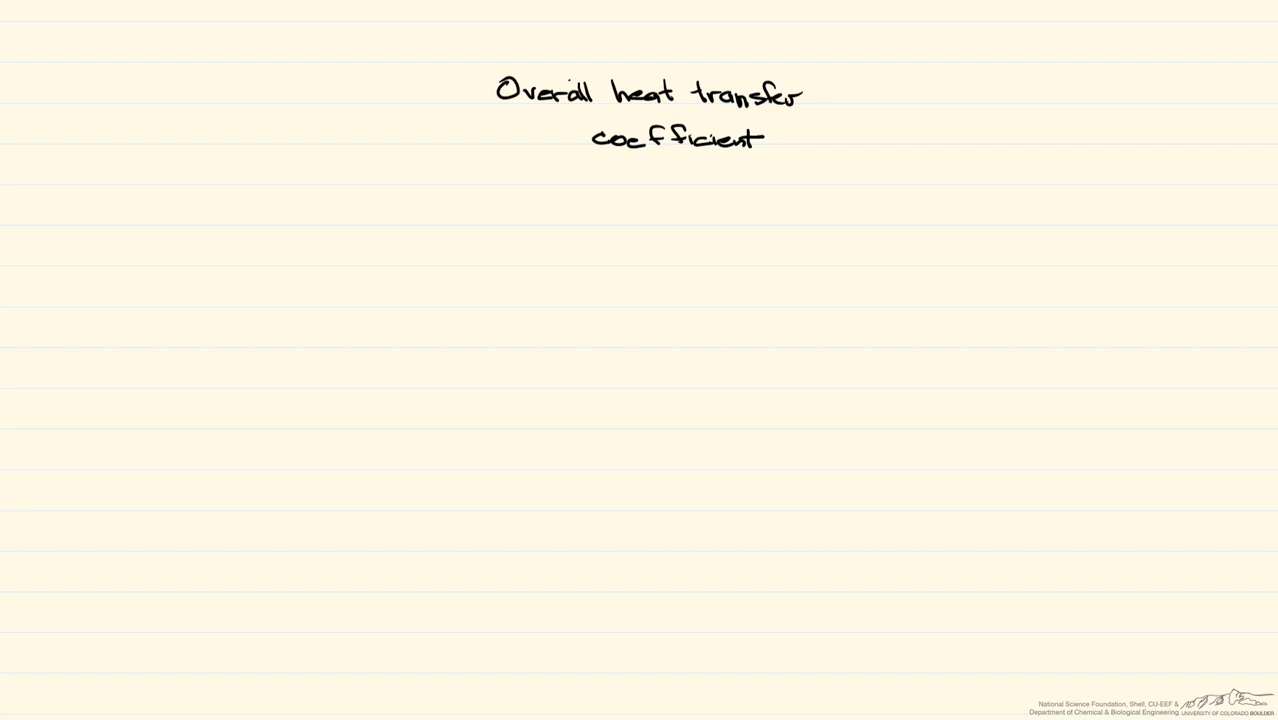 Overall heat transfer
coefficient
National Science Foundation, Shell, CU-EEF &
Department of Chemical & Biological Engineering UNIVERSITY OF COLORADO BOULDER